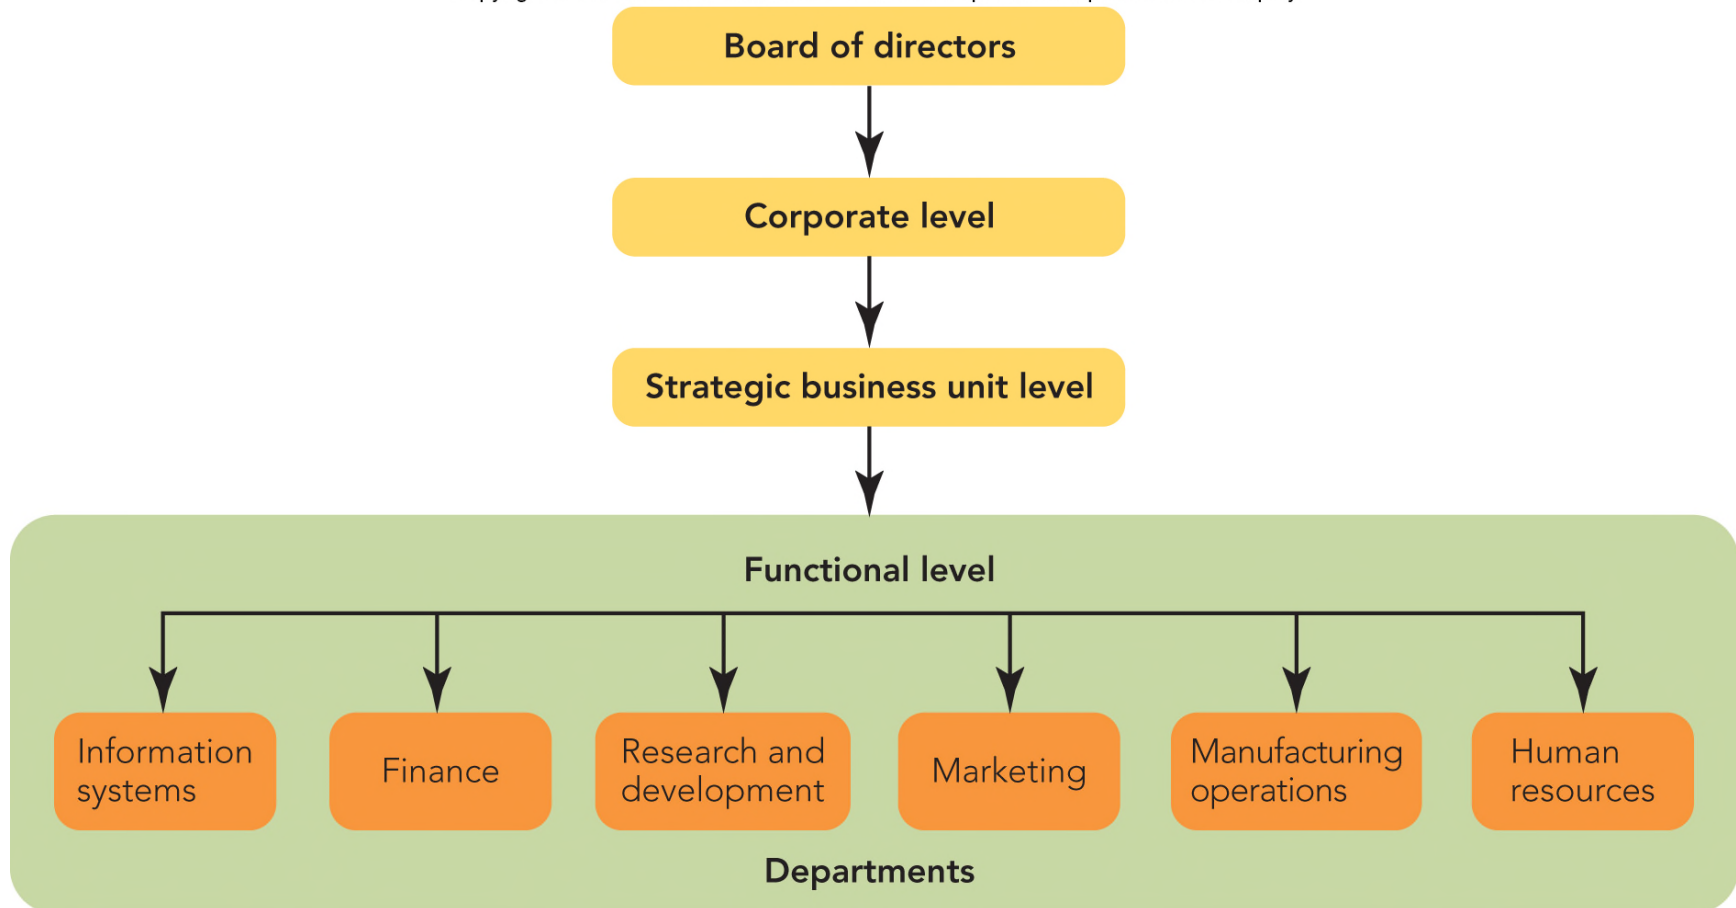 Board of directors
Corporate level
Strategic business unit level
Functional level
Information
systems
Finance
Research and
development
Marketing
Manufacturing
operations
Human
resources
Departments